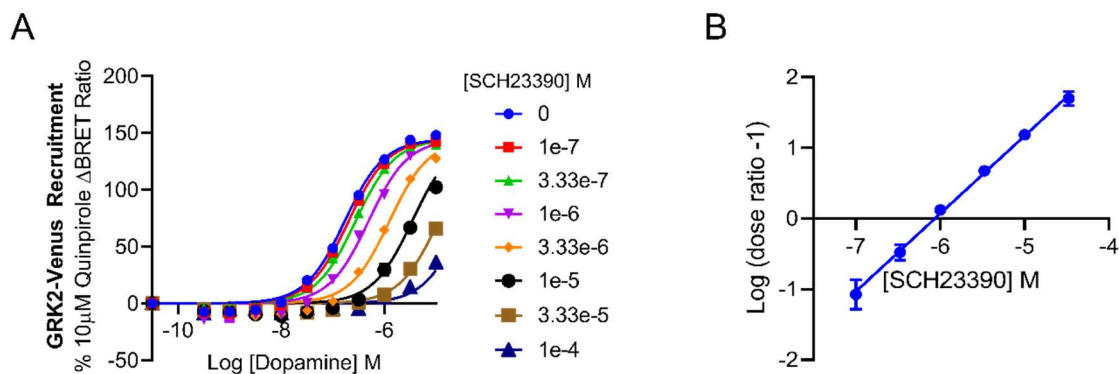 A
B
GRK2-Venus Recruitment
% 10μM Quinpirole ΔBRET Ratio
200
150
100
50
0
-50
-10
-8
-6
Log [Dopamine] M
[SCH23390] M
0
1e-7
3.33e-7
1e-6
3.33e-6
1e-5
3.33e-5
1e-4
Log (dose ratio -1)
2
1
0
-1
-2
-7
-6
-5
-4
[SCH23390] M